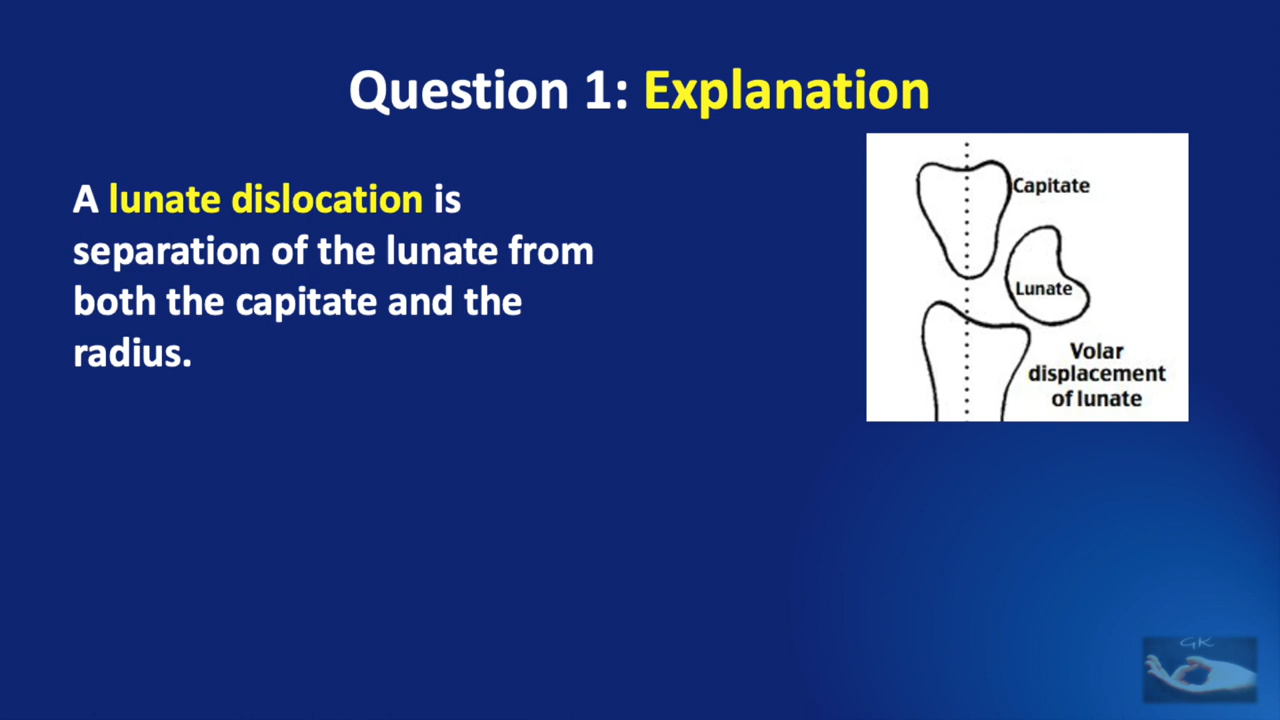 Question 1: Explanation
A lunate dislocation is
separation of the lunate from
both the capitate and the
radius.
Capitate
Lunate
Volar
displacement
of lunate
GK